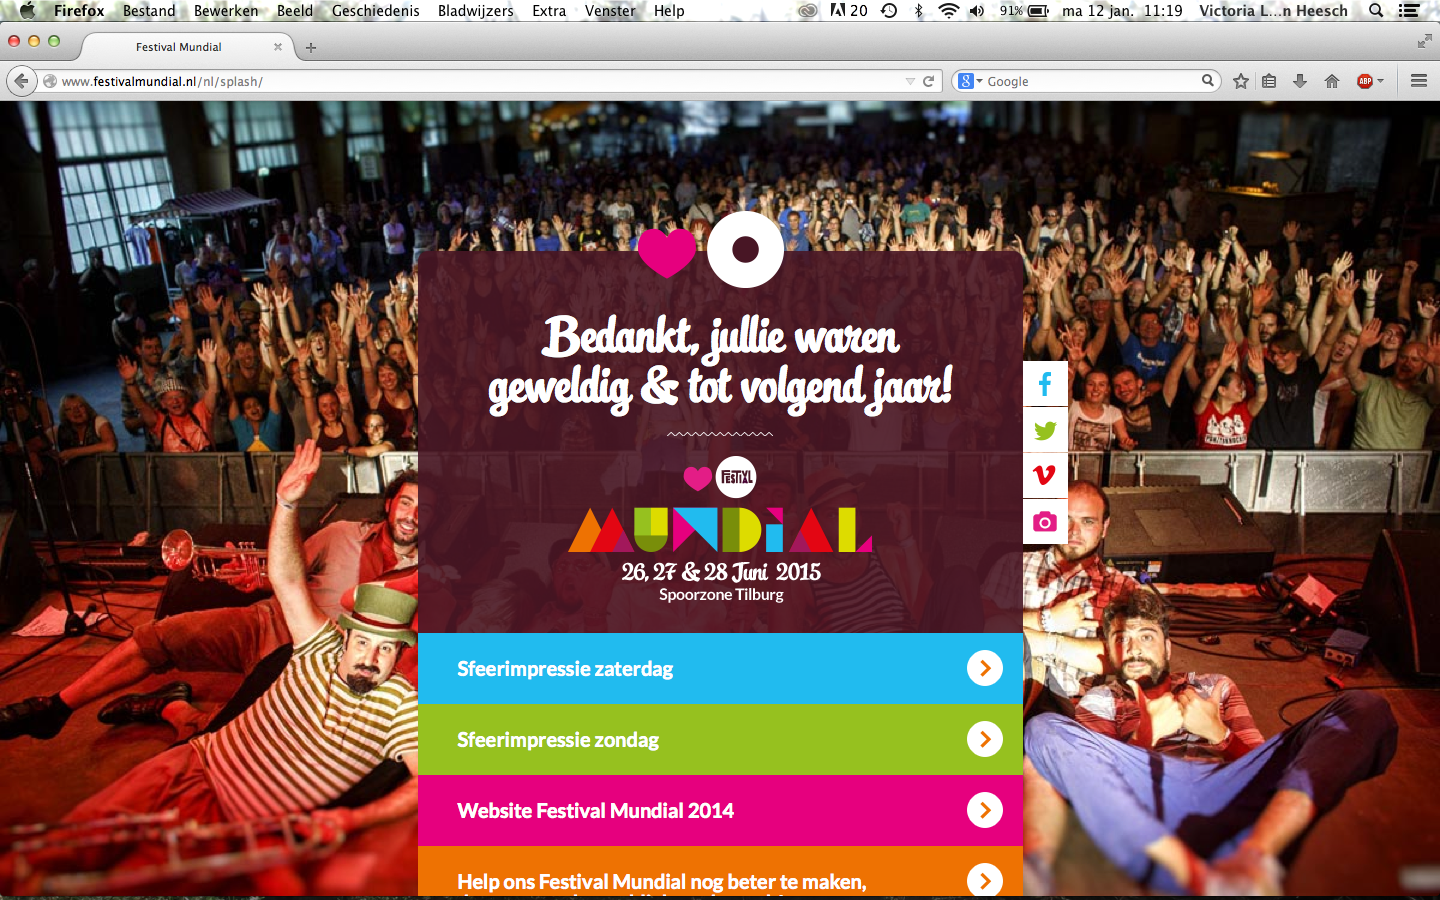 Firefox Bestand Bewerken Beeld Geschiedenis Bladwijzers Extra Venster Help 20 91% ma 12 jan. 11:19 Victoria L...n Heesch
Festival Mundial
www.festivalmundial.nl/nl/splash/
Google
ABP
Bedankt, jullie waren
geweldig & tot volgend jaar!
FESTIVAL
MUNDIAL
26, 27 & 28 Juni 2015
Spoorzone Tilburg
Sfeerimpressie zaterdag
Sfeerimpressie zondag
Website Festival Mundial 2014
Help ons Festival Mundial nog beter te maken,